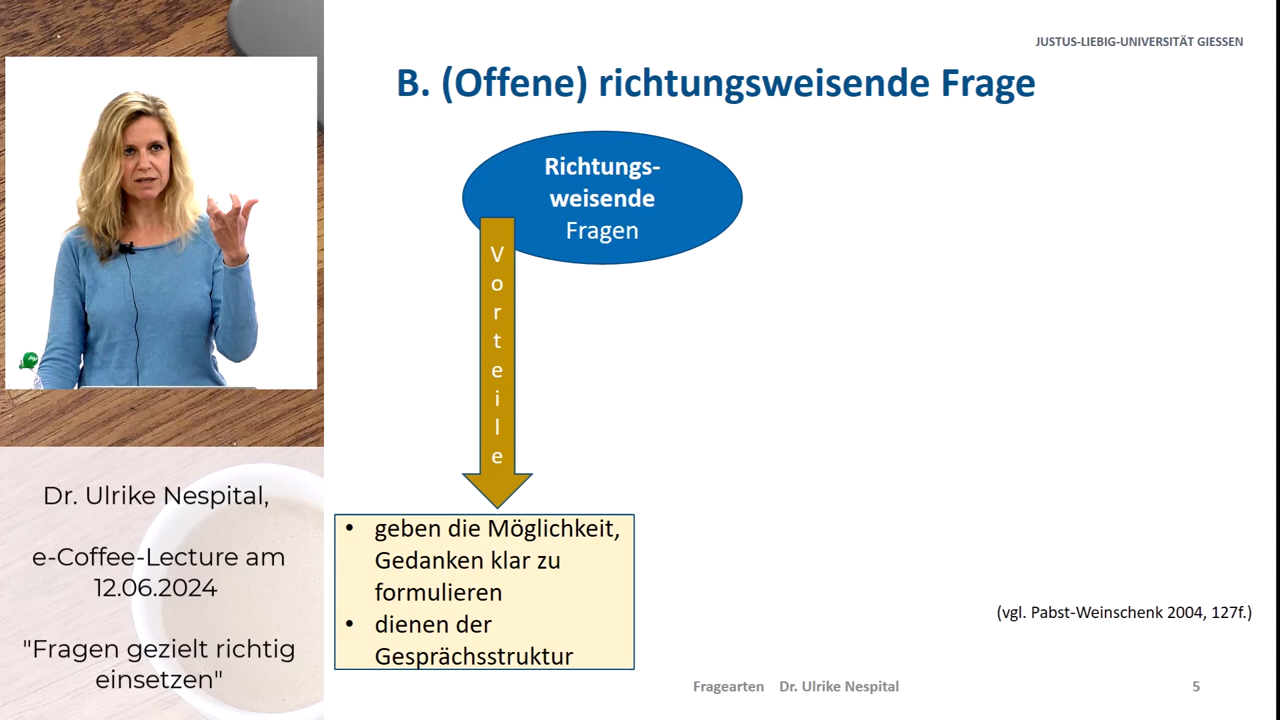 JUSTUS-LIEBIG-UNIVERSITÄT GIESSEN
B. (Offene) richtungsweisende Frage
Richtungs-
weisende
Fragen
Vorteile
• geben die Möglichkeit,
Gedanken klar zu
formulieren
• dienen der
Gesprächsstruktur
(vgl. Pabst-Weinschenk 2004, 127f.)
Fragearten Dr. Ulrike Nespital 5
Dr. Ulrike Nespital,
e-Coffee-Lecture am
12.06.2024
"Fragen gezielt richtig
einsetzen"